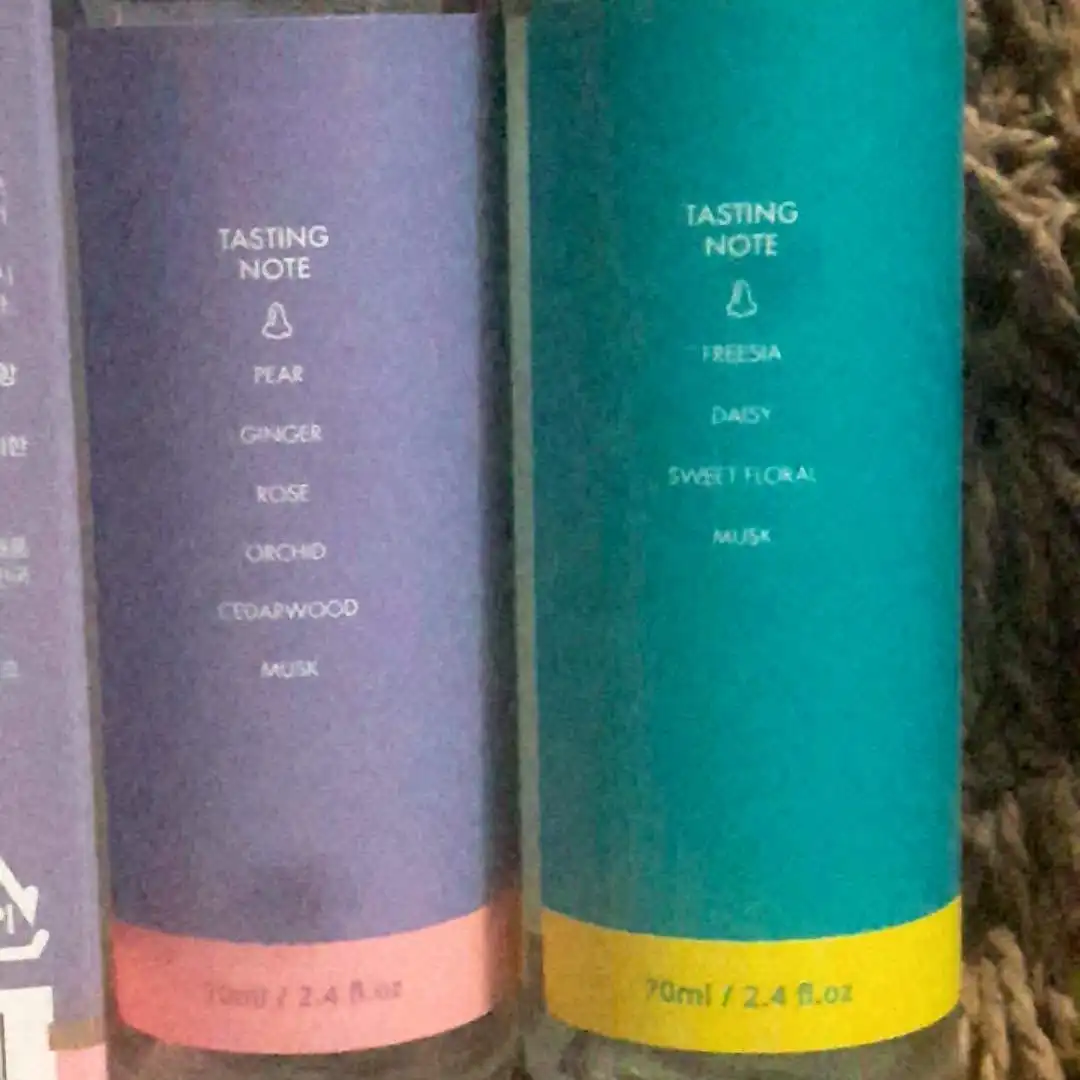 TASTING
NOTE
PEAR
GINGER
ROSE
ORCHID
CEDARWOOD
MUSK
70ml / 2.4 fl.oz
TASTING
NOTE
FREESIA
DAISY
SWEET FLORAL
MUSK
70ml / 2.4 fl.oz